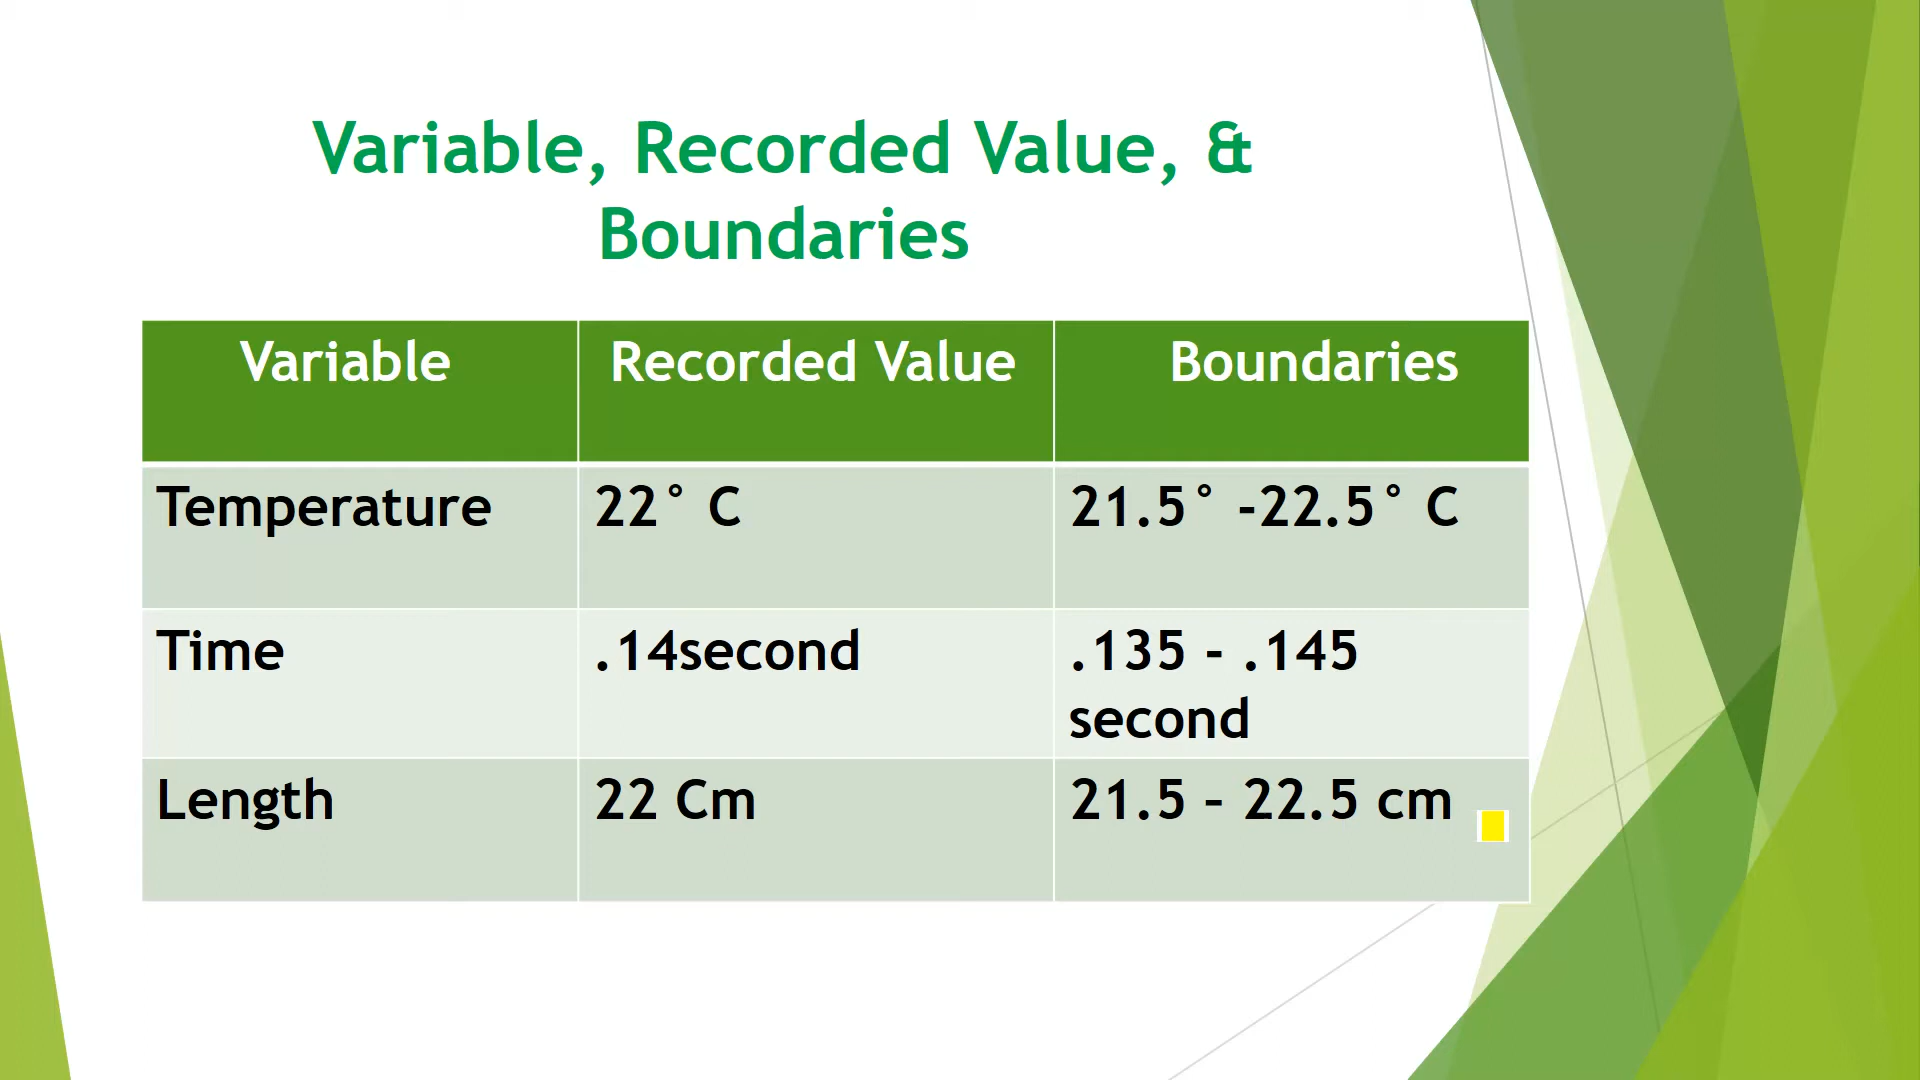 Variable, Recorded Value, &
Boundaries
Variable Recorded Value Boundaries
Temperature 22° C 21.5° -22.5° C
Time .14second .135 - .145
second
Length 22 Cm 21.5 – 22.5 cm